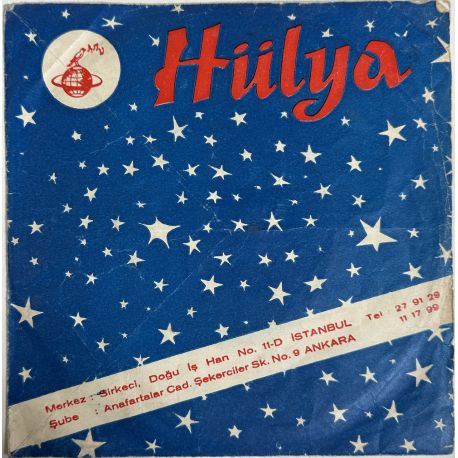 Hülya
Merkez : Sirkeci, Doğu İş Han No. 11-D İSTANBUL Tel : 27 91 29
Şube : Anafartalar Cad. Şekerciler Sk. No. 9 ANKARA 11 17 99